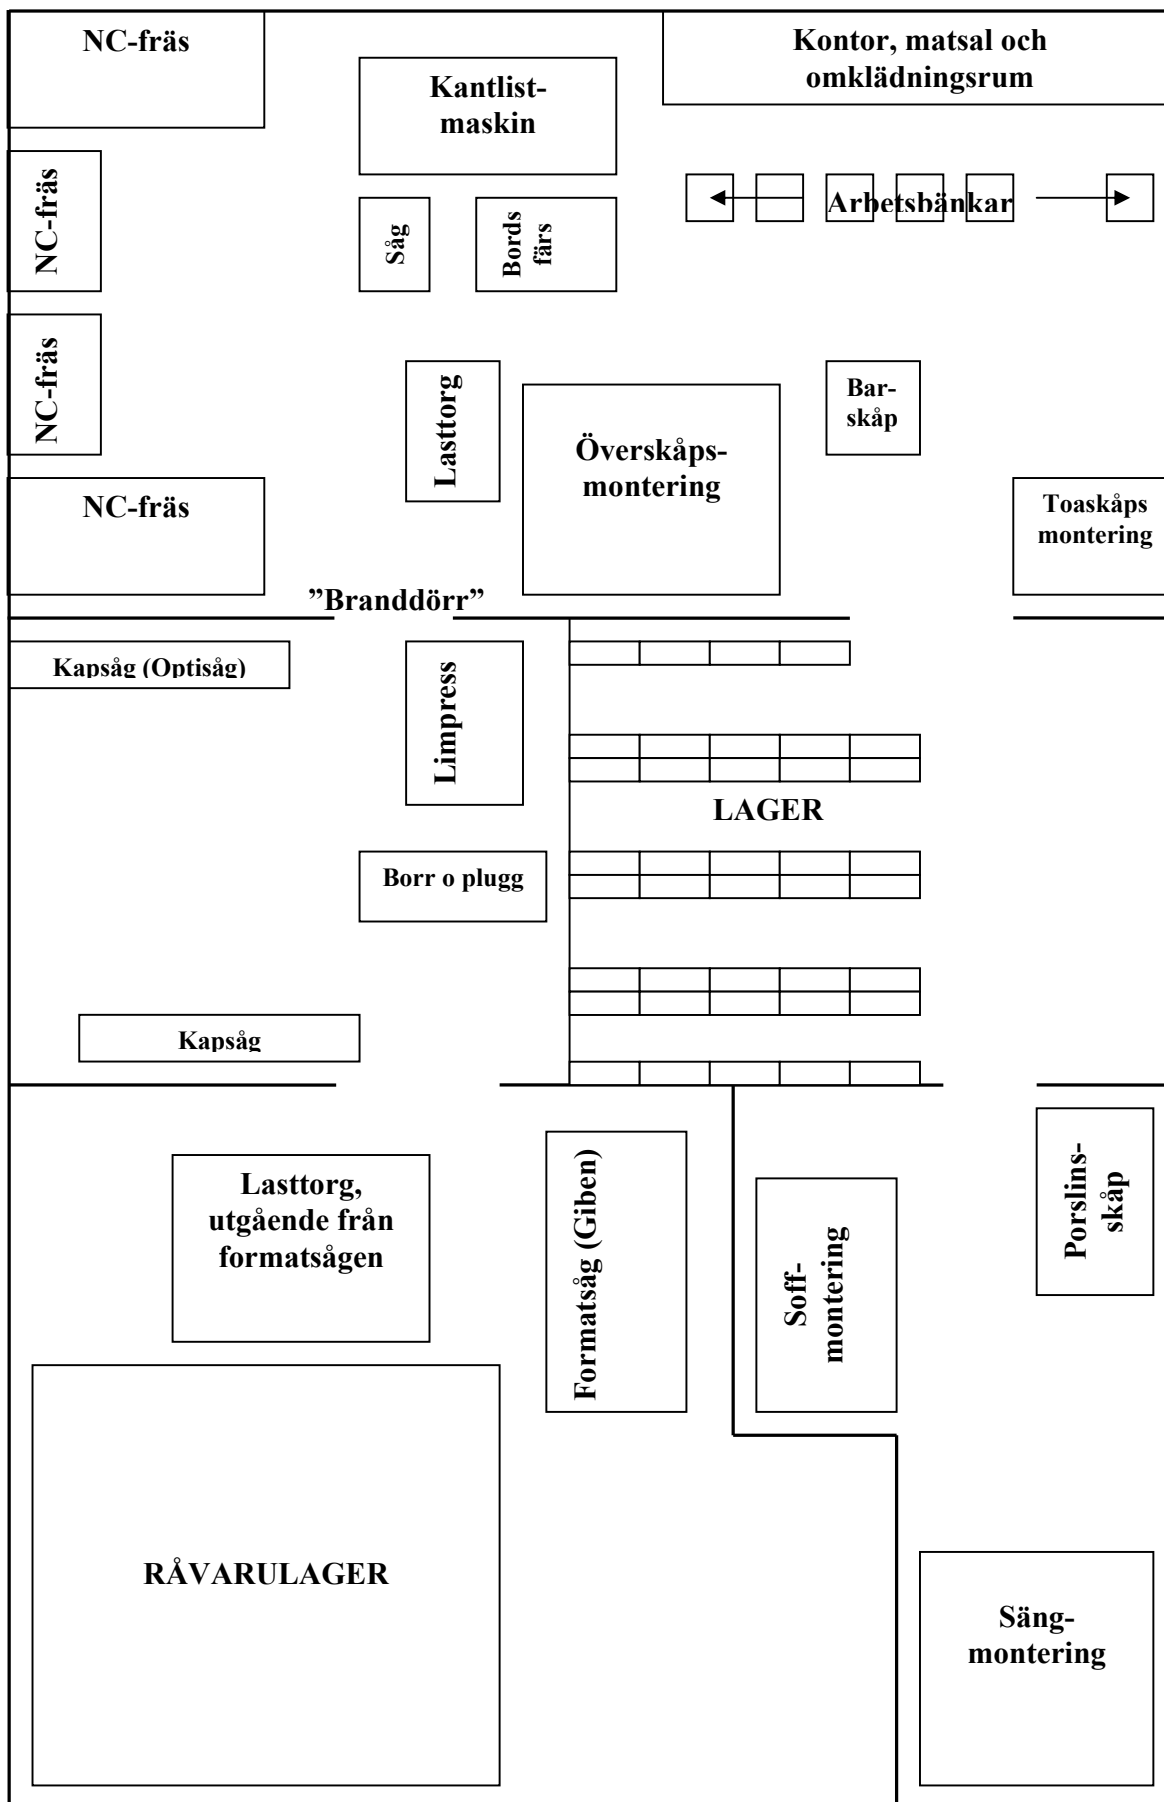 NC-fräs
Kontor, matsal och
omklädningsrum
Kantlist-
maskin
NC-fräs
Arbetsbänkar
Såg
Bords
färs
NC-fräs
Lasttorg
Bar-
skåp
Överskåps-
montering
NC-fräs
Toaskåps
montering
”Branddörr”
Kapsåg (Optisåg)
Limpress
LAGER
Borr o plugg
Kapsåg
Lasttorg,
utgående från
formatsågen
Formatsåg (Giben)
Soff-
montering
Porslins-
skåp
RÅVARULAGER
Säng-
montering